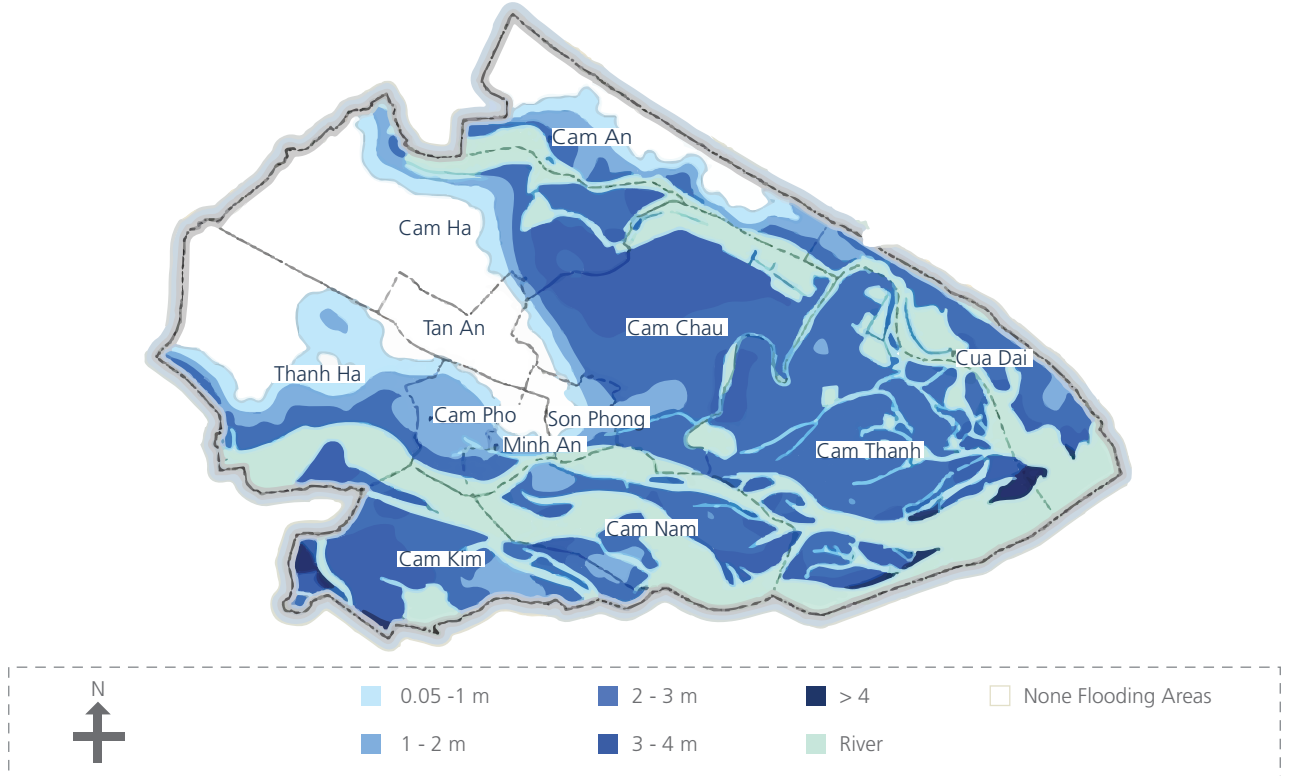 Cam An
Cam Ha
Tan An
Cam Chau
Cua Dai
Thanh Ha
Cam Pho
Son Phong
Minh An
Cam Thanh
Cam Nam
Cam Kim
N
0.05 -1 m
2 - 3 m
> 4
None Flooding Areas
1 - 2 m
3 - 4 m
River